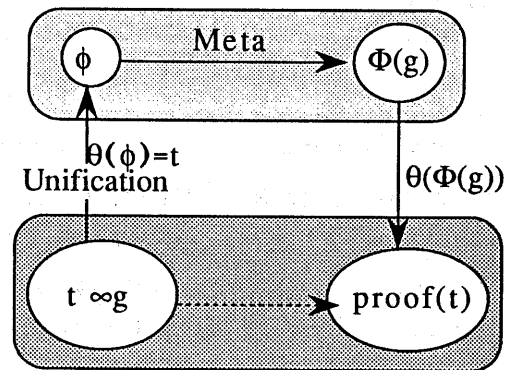 Meta
ϕ
Φ(g)
θ(ϕ)=t
Unification
θ(Φ(g))
t ∞g
proof(t)